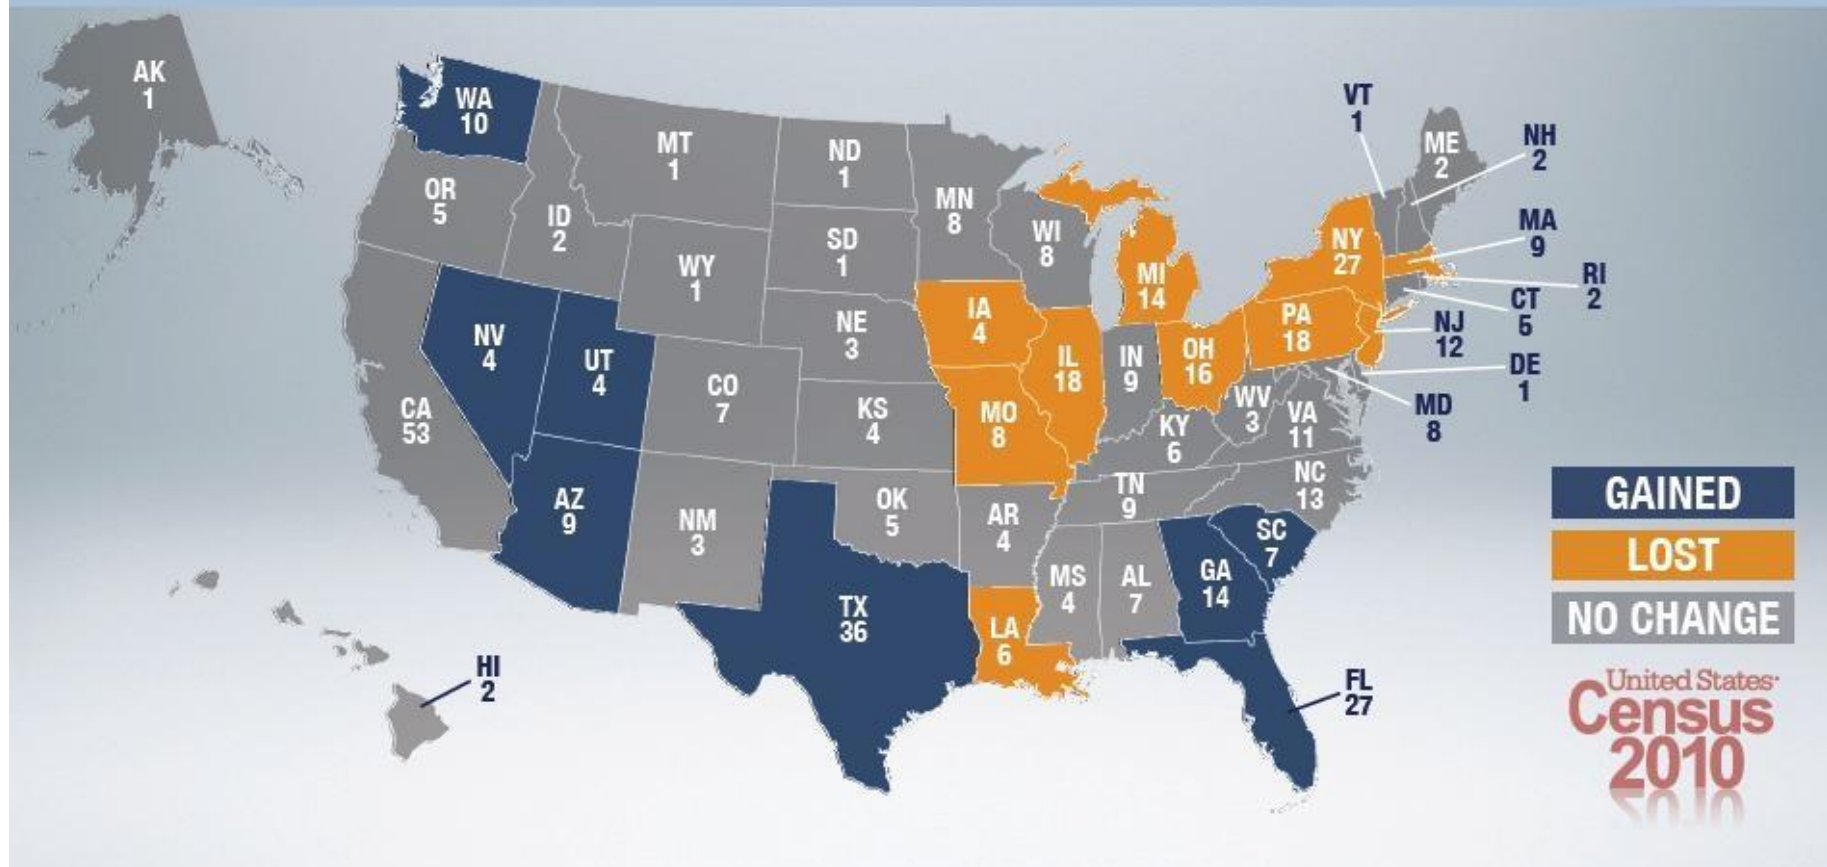 AK
1
WA
10
OR
5
ID
2
MT
1
ND
1
MN
8
WI
8
SD
1
WY
1
NE
3
IA
4
MI
14
NY
27
VT
1
ME
2
NH
2
MA
9
RI
2
CT
5
NJ
12
PA
18
OH
16
IN
9
IL
18
DE
1
MD
8
NV
4
UT
4
CO
7
KS
4
MO
8
KY
6
WV
3
VA
11
CA
53
AZ
9
NM
3
OK
5
AR
4
TN
9
NC
13
SC
7
GA
14
AL
7
MS
4
LA
6
TX
36
HI
2
FL
27
GAINED
LOST
NO CHANGE
United States
Census
2010